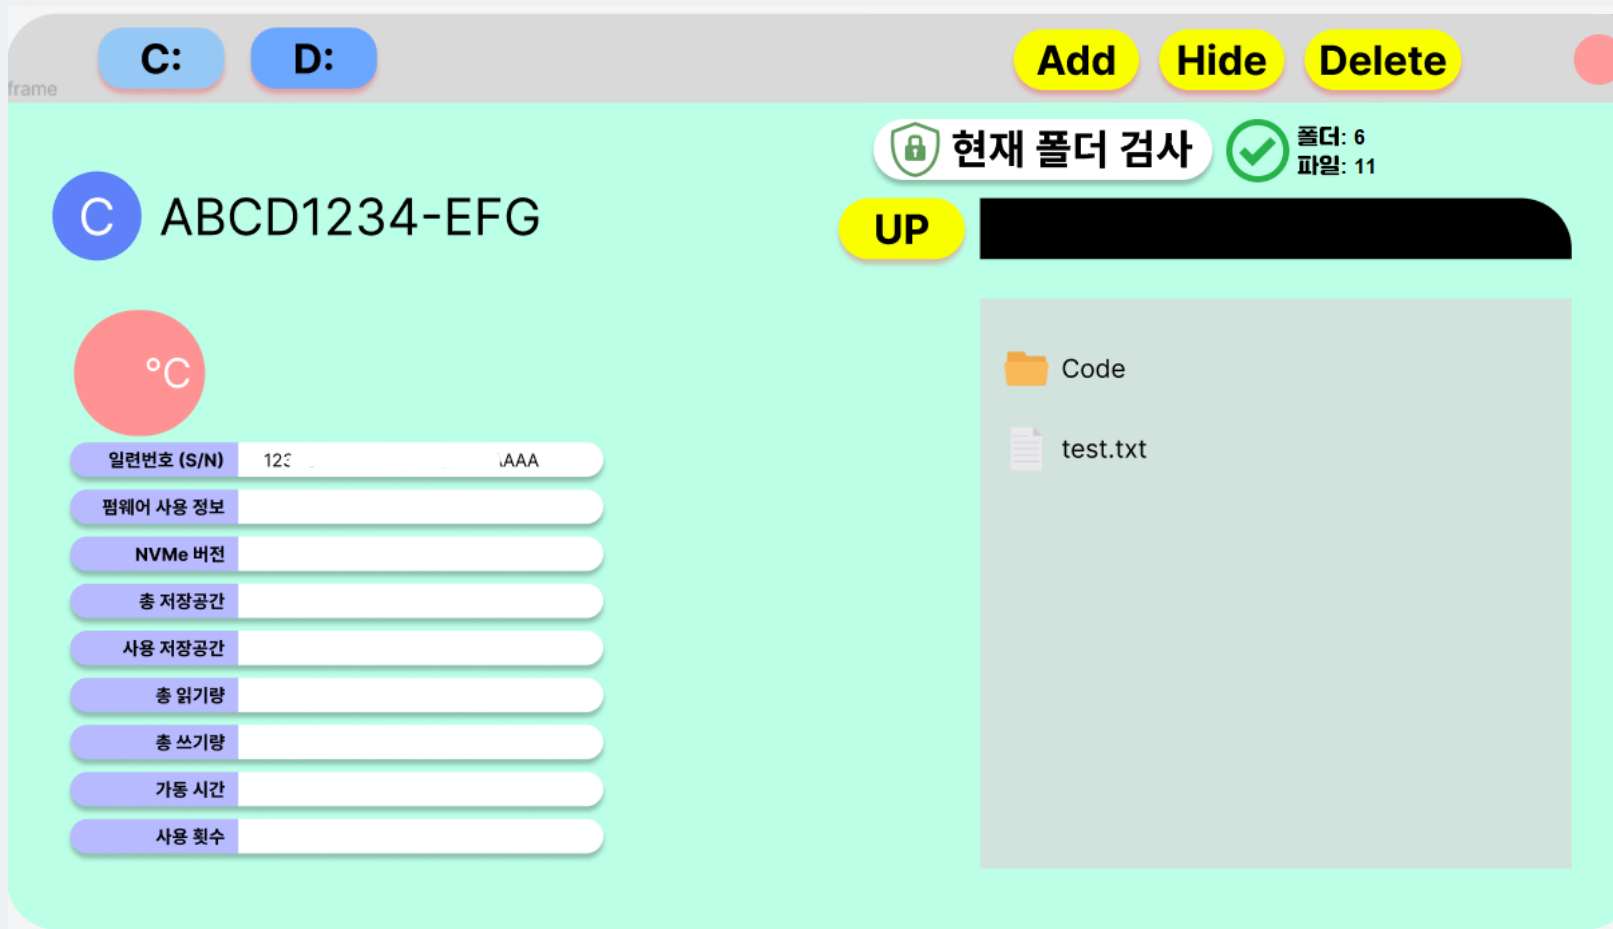 C:
D:
Add
Hide
Delete
frame
현재 폴더 검사
폴더: 6
파일: 11
C
ABCD1234-EFG
UP
°C
Code
test.txt
일련번호 (S/N)
펌웨어 사용 정보
NVMe 버전
총 저장공간
사용 저장공간
총 읽기량
총 쓰기량
가동 시간
사용 횟수